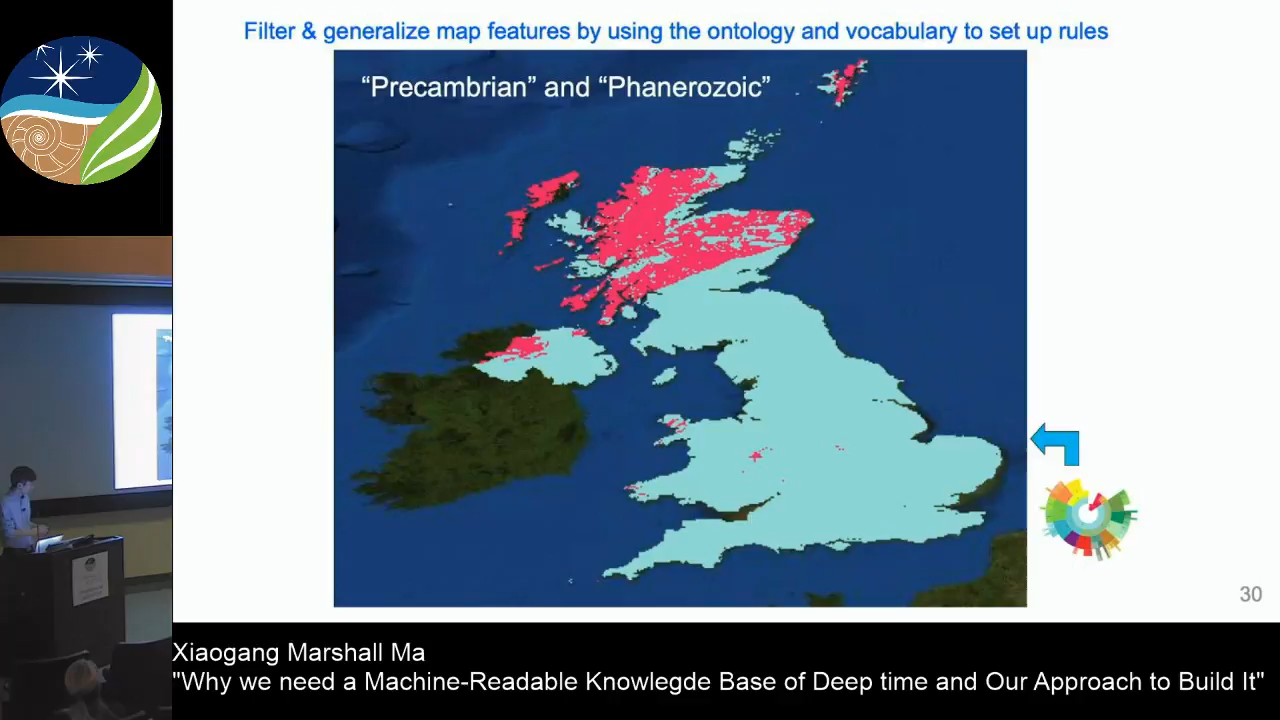 Filter & generalize map features by using the ontology and vocabulary to set up rules
“Precambrian” and “Phanerozoic”
30
Xiaogang Marshall Ma
"Why we need a Machine-Readable Knowlegde Base of Deep time and Our Approach to Build It"